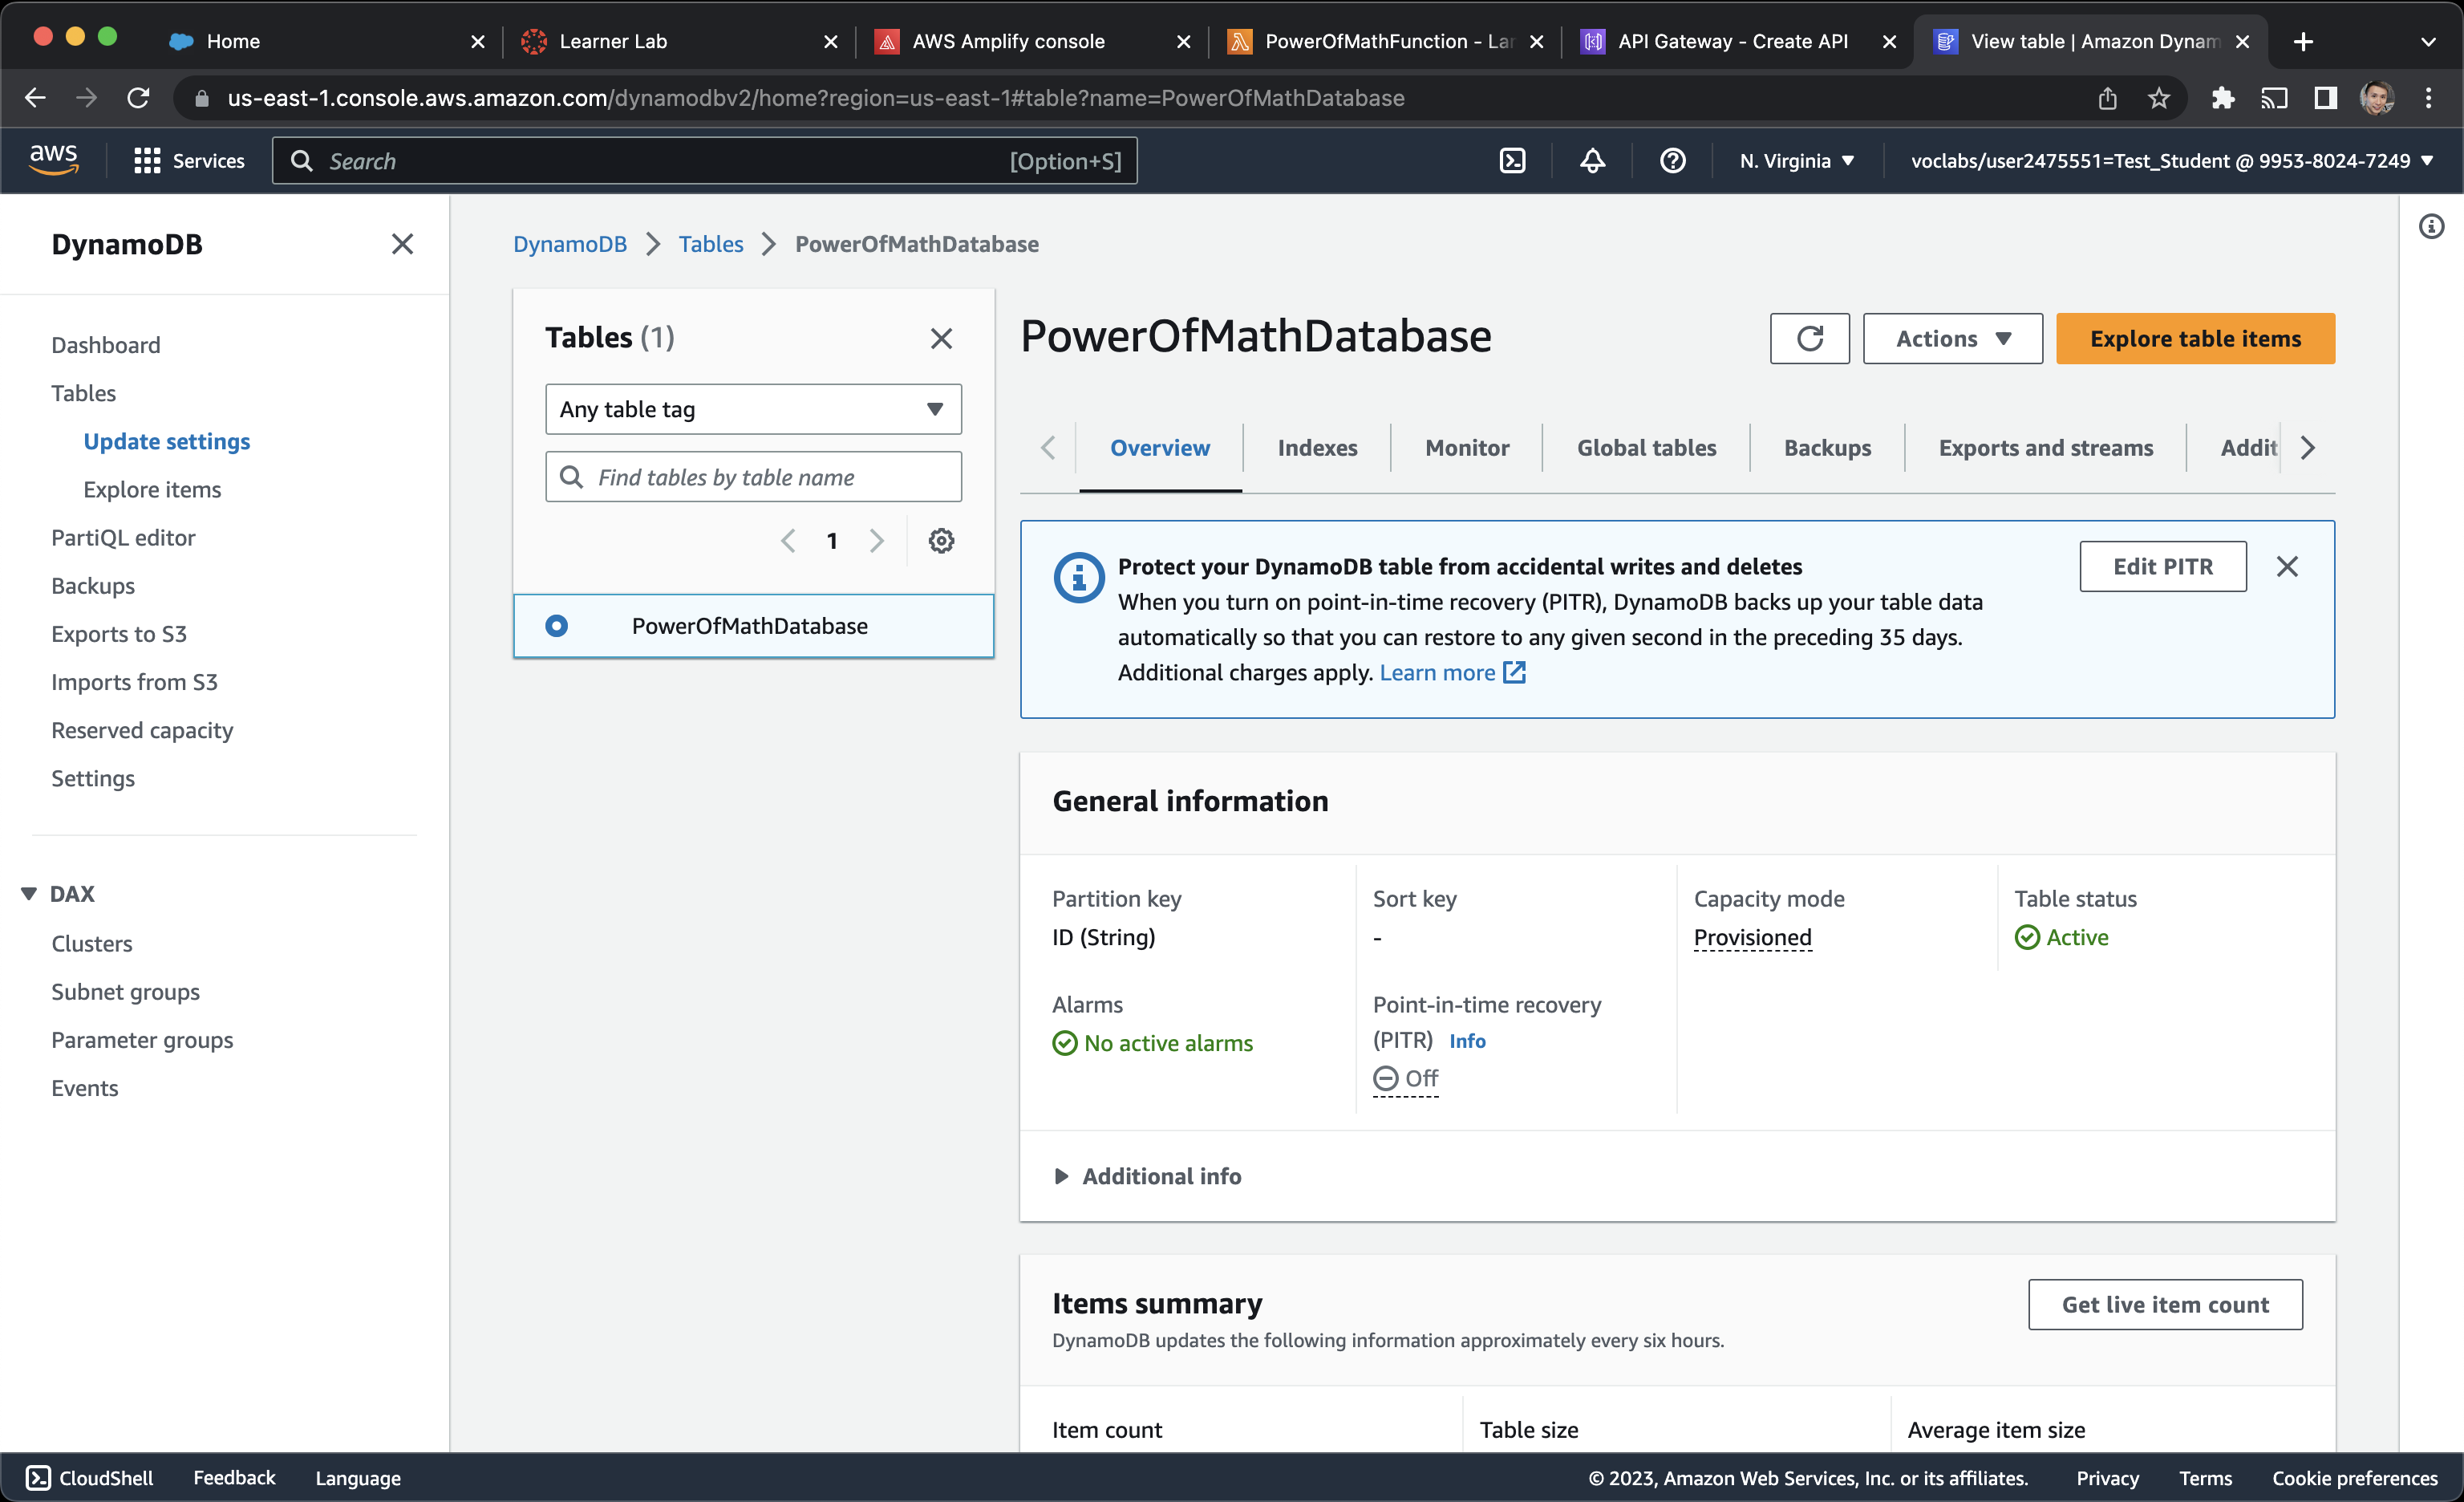 Home
Learner Lab
AWS Amplify console
PowerOfMathFunction - Lar
API Gateway - Create API
View table | Amazon Dynam
us-east-1.console.aws.amazon.com/dynamodbv2/home?region=us-east-1#table?name=PowerOfMathDatabase
aws
Services
Search
[Option+S]
N. Virginia
voclabs/user2475551=Test_Student @ 9953-8024-7249
DynamoDB
Dashboard
Tables
Update settings
Explore items
PartiQL editor
Backups
Exports to S3
Imports from S3
Reserved capacity
Settings
DAX
Clusters
Subnet groups
Parameter groups
Events
DynamoDB
Tables
PowerOfMathDatabase
Tables (1)
Any table tag
Find tables by table name
1
PowerOfMathDatabase
PowerOfMathDatabase
Actions
Explore table items
Overview
Indexes
Monitor
Global tables
Backups
Exports and streams
Addit
Protect your DynamoDB table from accidental writes and deletes
When you turn on point-in-time recovery (PITR), DynamoDB backs up your table data
automatically so that you can restore to any given second in the preceding 35 days.
Additional charges apply. Learn more
Edit PITR
General information
Partition key
ID (String)
Sort key
-
Capacity mode
Provisioned
Table status
Active
Alarms
No active alarms
Point-in-time recovery
(PITR) Info
Off
Additional info
Items summary
DynamoDB updates the following information approximately every six hours.
Get live item count
Item count
Table size
Average item size
CloudShell
Feedback
Language
© 2023, Amazon Web Services, Inc. or its affiliates.
Privacy
Terms
Cookie preferences